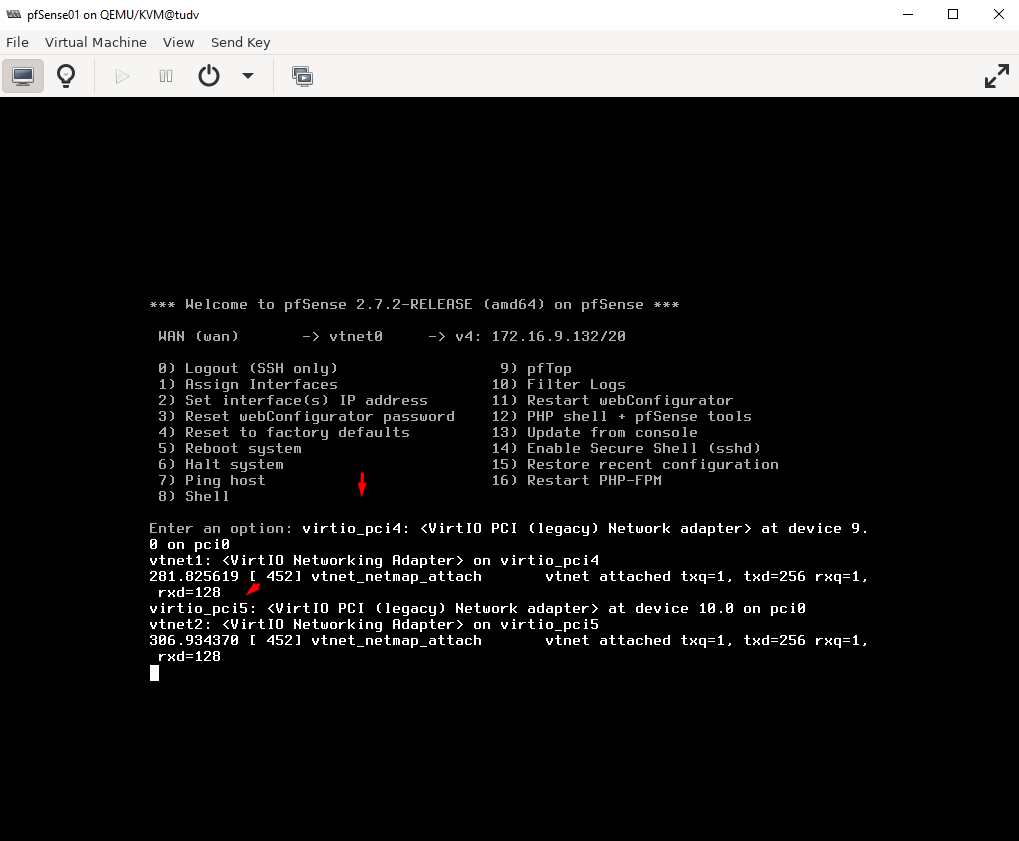 pfSense01 on QEMU/KVM@tudv
File Virtual Machine View Send Key
*** Welcome to pfSense 2.7.2-RELEASE (amd64) on pfSense ***
WAN (wan) -> vtnet0 -> v4: 172.16.9.132/20
0) Logout (SSH only) 9) pfTop
1) Assign Interfaces 10) Filter Logs
2) Set interface(s) IP address 11) Restart webConfigurator
3) Reset webConfigurator password 12) PHP shell + pfSense tools
4) Reset to factory defaults 13) Update from console
5) Reboot system 14) Enable Secure Shell (sshd)
6) Halt system 15) Restore recent configuration
7) Ping host 16) Restart PHP-FPM
8) Shell
Enter an option: virtio_pci4: <VirtIO PCI (legacy) Network adapter> at device 9.
0 on pci0
vtnet1: <VirtIO Networking Adapter> on virtio_pci4
281.825619 [ 452] vtnet_netmap_attach vtnet attached txq=1, txd=256 rxq=1,
rxd=128
virtio_pci5: <VirtIO PCI (legacy) Network adapter> at device 10.0 on pci0
vtnet2: <VirtIO Networking Adapter> on virtio_pci5
306.934370 [ 452] vtnet_netmap_attach vtnet attached txq=1, txd=256 rxq=1,
rxd=128